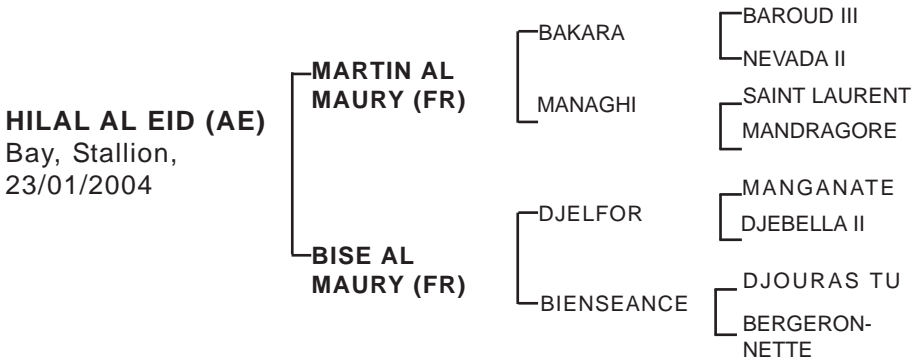 HILAL AL EID (AE)
Bay, Stallion,
23/01/2004
MARTIN AL
MAURY (FR)
BISE AL
MAURY (FR)
BAKARA
MANAGHI
DJELFOR
BIENSEANCE
BAROUD III
NEVADA II
SAINT LAURENT
MANDRAGORE
MANGANATE
DJEBELLA II
DJOURAS TU
BERGERON-
NETTE